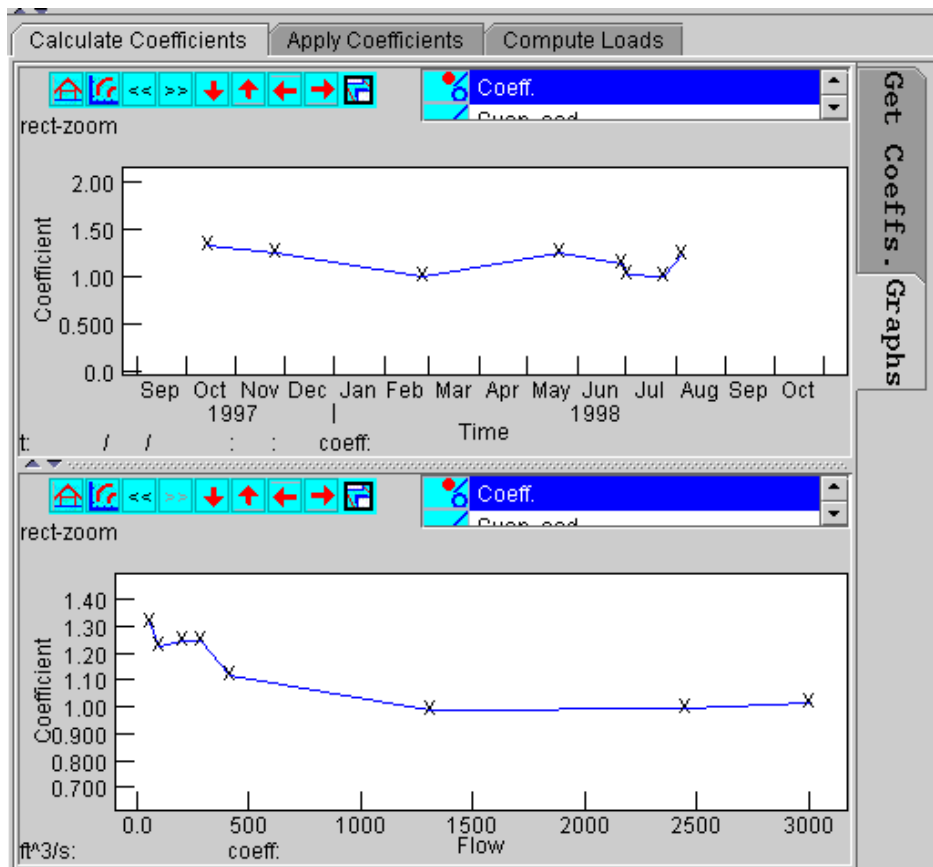 Calculate Coefficients Apply Coefficients Compute Loads
Get Coeffs.
Graphs
<< >>
Coeff.
rect-zoom
2.00
1.50
1.00
0.500
0.0
Coefficient
Sep Oct Nov Dec Jan Feb Mar Apr May Jun Jul Aug Sep Oct
1997 | 1998
Time
t: / / : : coeff:
<< >>
Coeff.
rect-zoom
1.40
1.30
1.20
1.10
1.00
0.900
0.800
0.700
Coefficient
0.0 500 1000 1500 2000 2500 3000
Flow
ft^3/s: coeff: